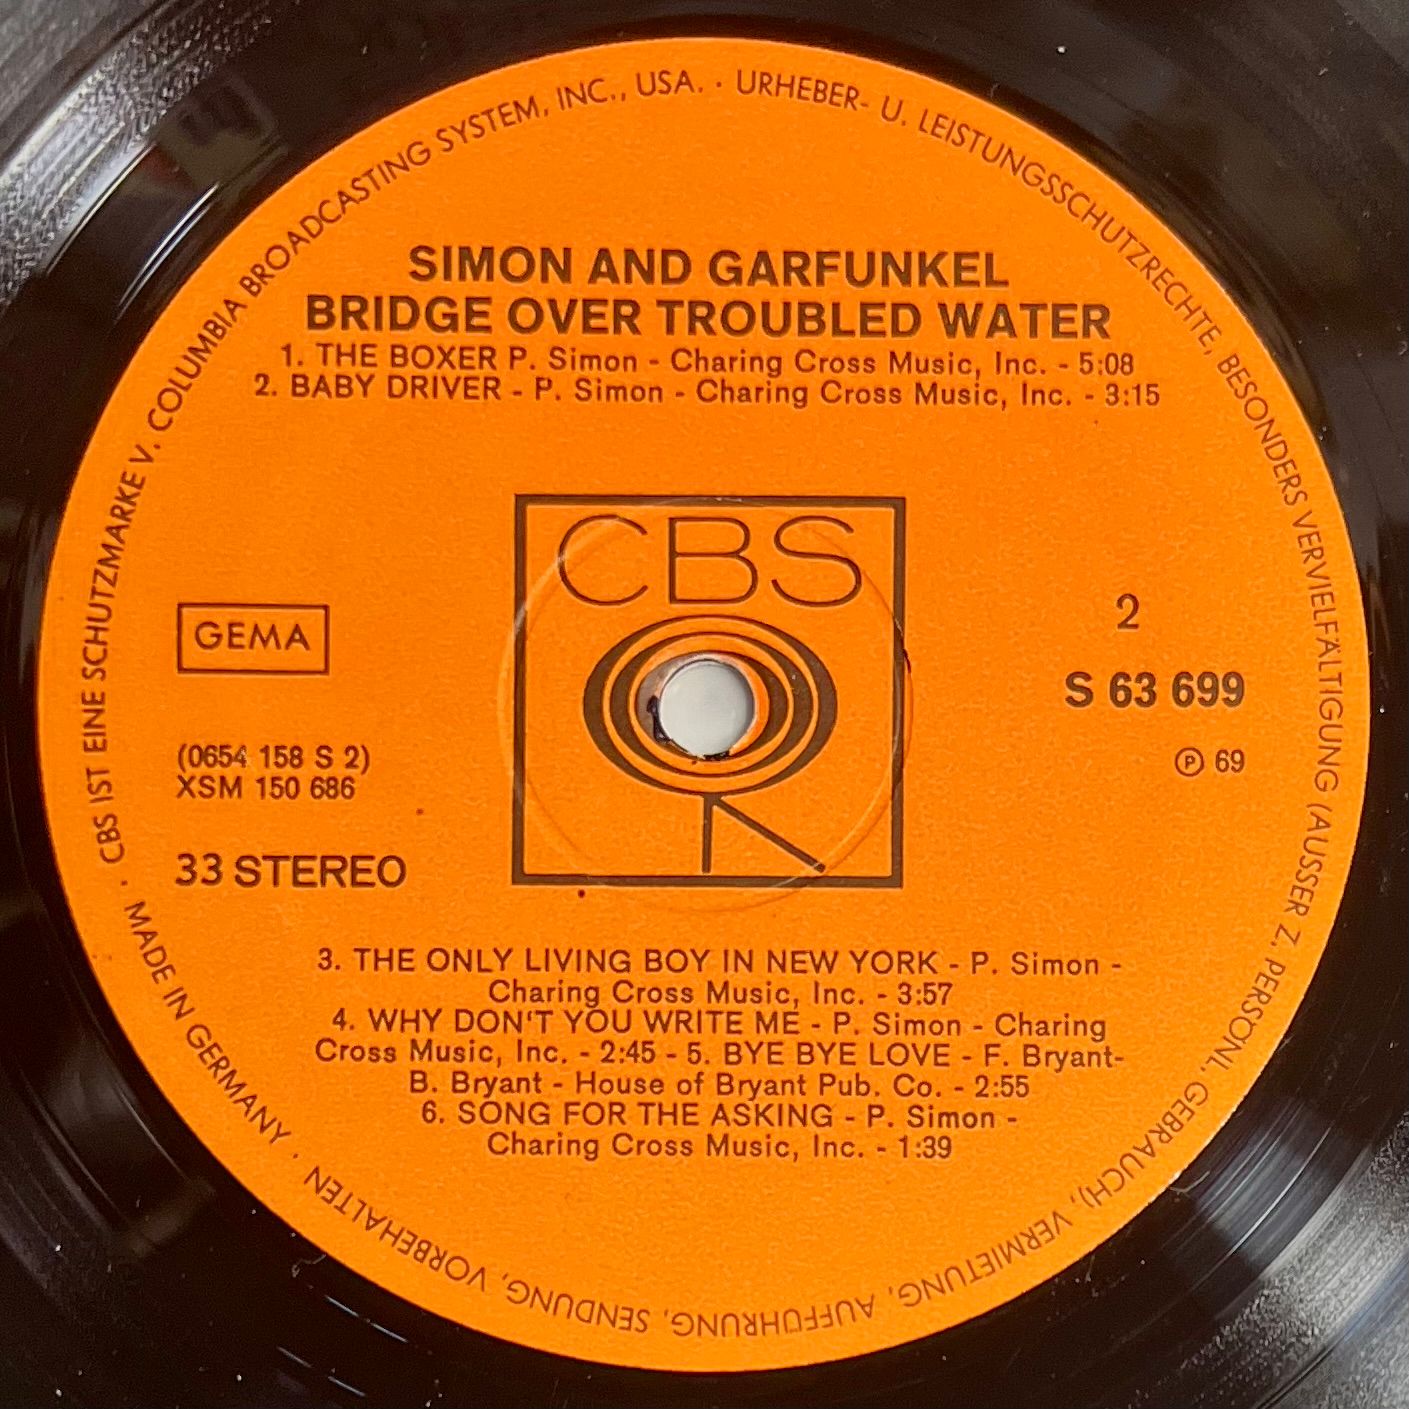 CBS IST EINE SCHUTZMARKE V. COLUMBIA BROADCASTING SYSTEM, INC., USA. · URHEBER- U. LEISTUNGSSCHUTZRECHTE, BESONDERS VERVIELFÄLTIGUNG (AUSSER Z. PERSÖNL. GEBRAUCH), VERMIETUNG, AUFFÜHRUNG, SENDUNG, VORBEHALTEN · MADE IN GERMANY ·
SIMON AND GARFUNKEL
BRIDGE OVER TROUBLED WATER
1. THE BOXER P. Simon - Charing Cross Music, Inc. - 5:08
2. BABY DRIVER - P. Simon - Charing Cross Music, Inc. - 3:15
CBS
GEMA
2
S 63 699
(0654 158 S 2)
XSM 150 686
Ⓟ 69
33 STEREO
3. THE ONLY LIVING BOY IN NEW YORK - P. Simon -
Charing Cross Music, Inc. - 3:57
4. WHY DON'T YOU WRITE ME - P. Simon - Charing
Cross Music, Inc. - 2:45 - 5. BYE BYE LOVE - F. Bryant-
B. Bryant - House of Bryant Pub. Co. - 2:55
6. SONG FOR THE ASKING - P. Simon -
Charing Cross Music, Inc. - 1:39